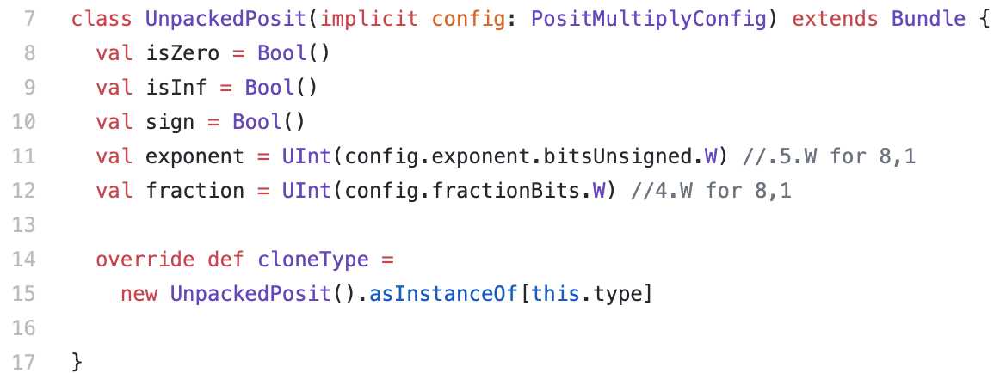 7 class UnpackedPosit(implicit config: PositMultiplyConfig) extends Bundle {
8 val isZero = Bool()
9 val isInf = Bool()
10 val sign = Bool()
11 val exponent = UInt(config.exponent.bitsUnsigned.W) //.5.W for 8,1
12 val fraction = UInt(config.fractionBits.W) //4.W for 8,1
13
14 override def cloneType =
15 new UnpackedPosit().asInstanceOf[this.type]
16
17 }